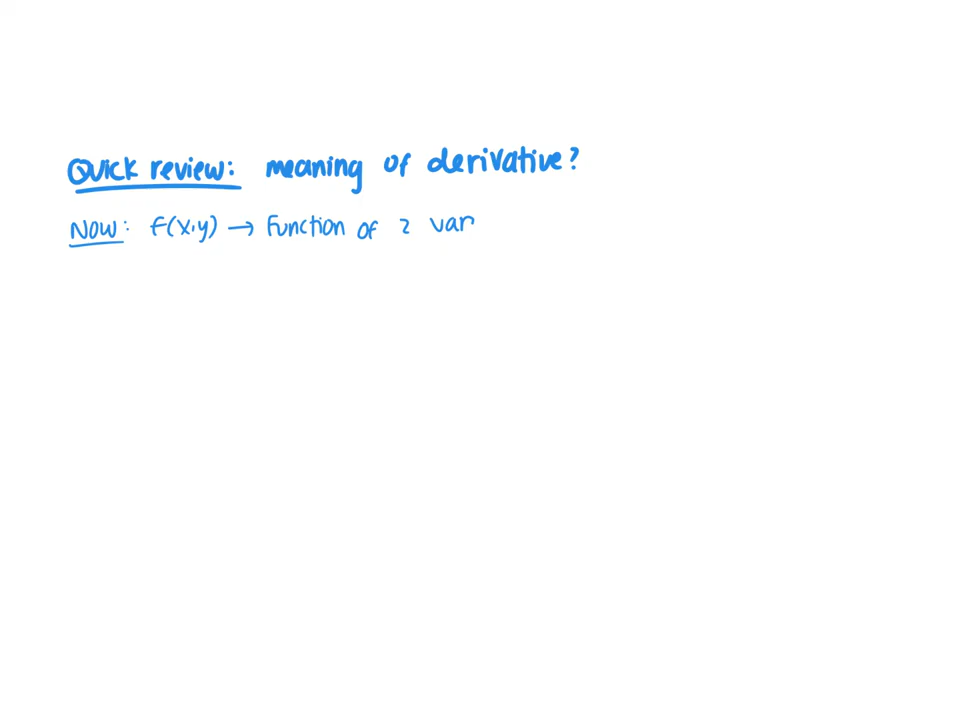 Quick review: meaning of derivative?
Now: f(x,y) → Function of 2 var